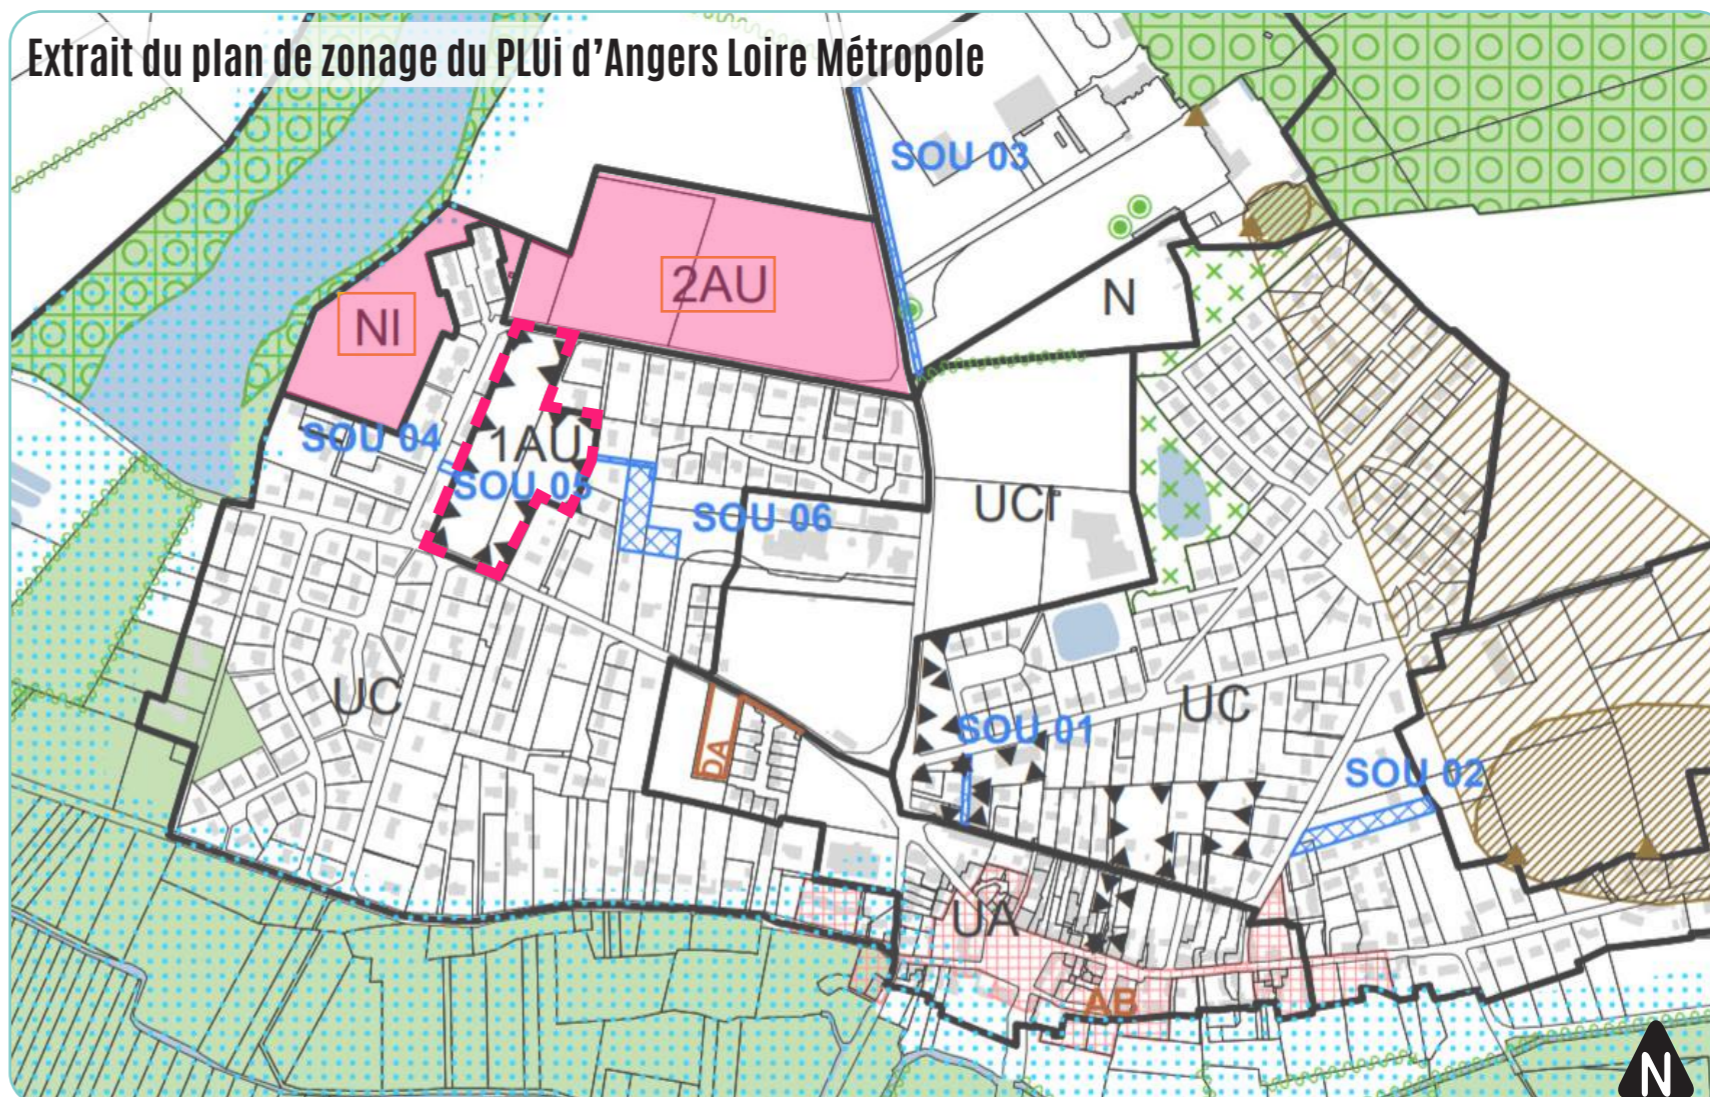 Extrait du plan de zonage du PLUi d’Angers Loire Métropole
SOU 03
2AU
N
Nl
SOU 04
1AU
SOU 05
SOU 06
UCf
UC
UC
DA
SOU 01
SOU 02
UA
AB
N